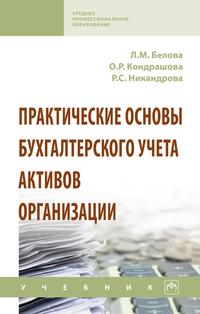 СРЕДНЕЕ
ПРОФЕССИОНАЛЬНОЕ
ОБРАЗОВАНИЕ
Л.М. Белова
О.Р. Кондрашова
Р.С. Никандрова
ПРАКТИЧЕСКИЕ ОСНОВЫ
БУХГАЛТЕРСКОГО УЧЕТА
АКТИВОВ
ОРГАНИЗАЦИИ
УЧЕБНИК